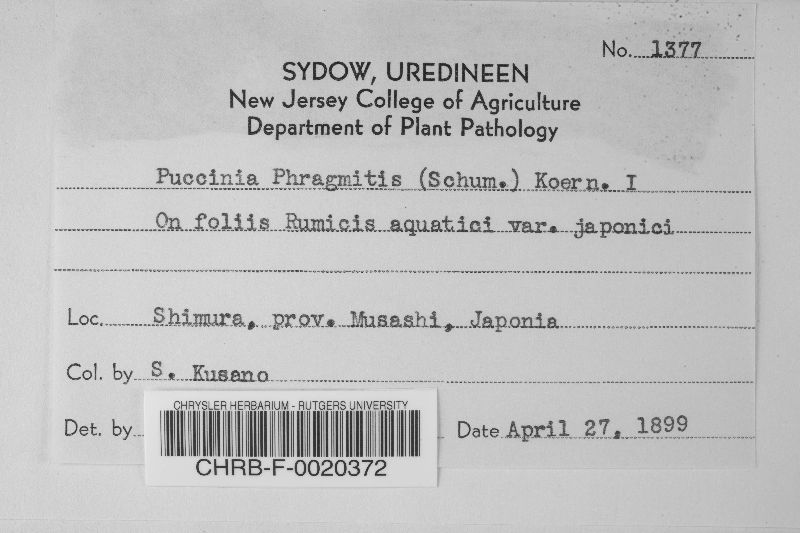 No. 1377
SYDOW, UREDINEEN
New Jersey College of Agriculture
Department of Plant Pathology
Puccinia Phragmitis (Schum.) Koern. I
On foliis Rumicis aquatici var. japonici
Loc. Shimura, prov. Musashi, Japonia
Col. by S. Kusano
Det. by
Date April 27, 1899
CHRYSLER HERBARIUM - RUTGERS UNIVERSITY
CHRB-F-0020372